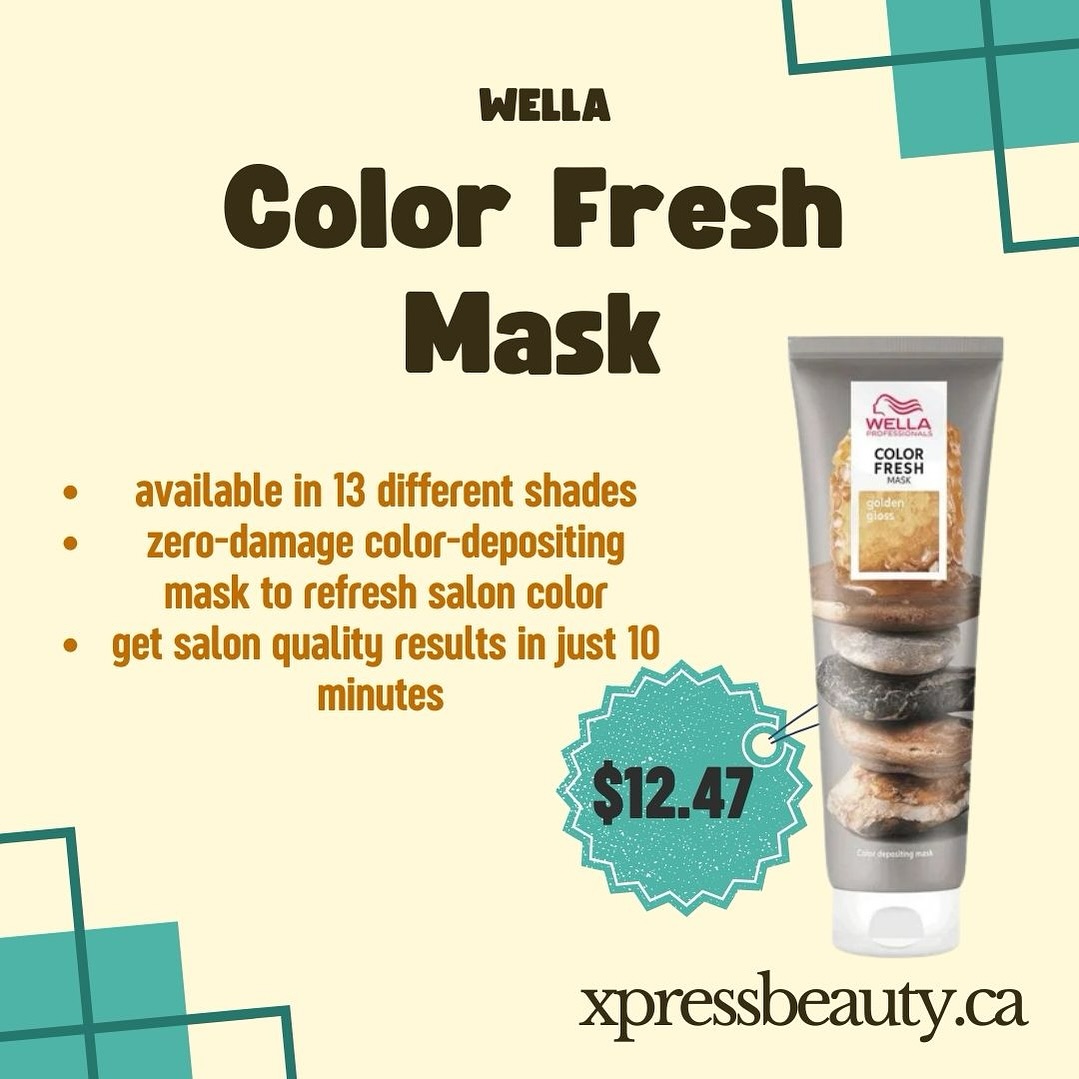 WELLA
Color Fresh
Mask
• available in 13 different shades
• zero-damage color-depositing
mask to refresh salon color
• get salon quality results in just 10
minutes
$12.47
WELLA
PROFESSIONALS
COLOR
FRESH
MASK
golden
gloss
Color depositing mask
xpressbeauty.ca